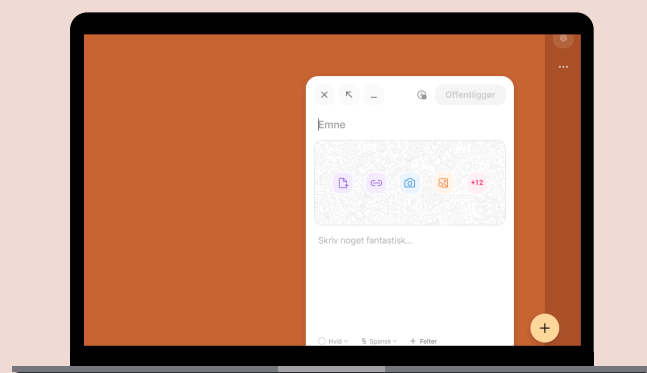 Offentliggør
Emne
+12
Skriv noget fantastisk...
Hvid
§ Spansk
+ Felter